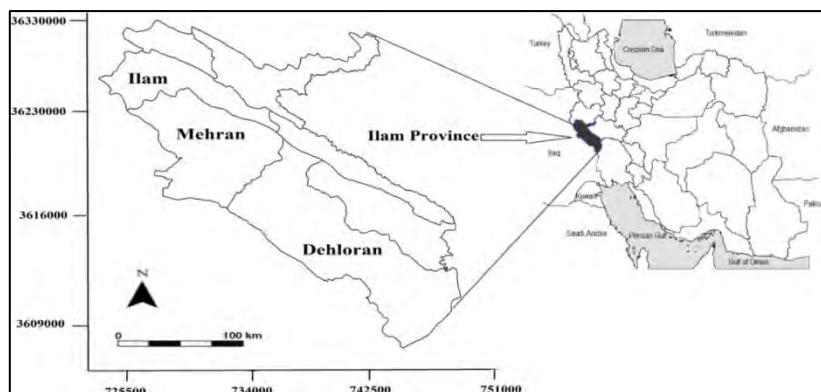 36330000
36230000
3616000
3609000
Ilam
Mehran
Dehloran
Ilam Province
N
0 100 km
725500 734000 742500 751000
Turkey
Caspian Sea
Turkmenistan
Afghanistan
Iraq
Kuwait
Saudi Arabia
Persian Gulf
Gulf of Oman